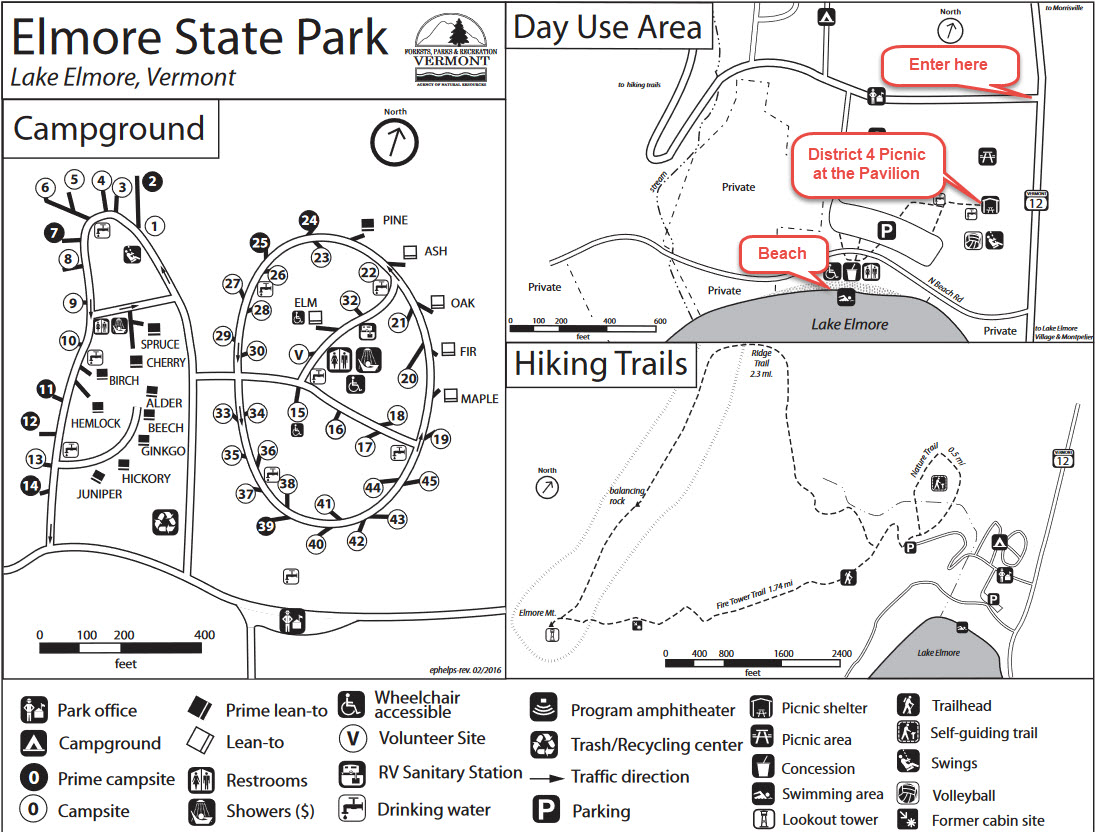 Elmore State Park
Lake Elmore, Vermont
FORESTS, PARKS & RECREATION
VERMONT
AGENCY OF NATURAL RESOURCES
Campground
North
6
5
4
3
2
1
7
8
9
10
11
12
13
14
SPRUCE
CHERRY
BIRCH
ALDER
HEMLOCK
BEECH
GINKGO
HICKORY
JUNIPER
24
PINE
25
23
ASH
26
22
27
32
28
ELM
OAK
21
29
30
V
FIR
20
MAPLE
15
33
34
16
18
17
19
35
36
37
38
44
45
39
41
43
40
42
0 100 200 400
feet
ephelps-rev. 02/2016
Day Use Area
North
to Morrisville
Enter here
to hiking trails
District 4 Picnic
at the Pavilion
stream
Private
VERMONT
12
P
Beach
Private
Private
N Beach Rd
Lake Elmore
Private
to Lake Elmore
Village & Montpelier
0 100 200 400 600
feet
Hiking Trails
Ridge
Trail
2.3 mi.
VERMONT
12
North
Nature Trail
0.5 mi
balancing
rock
P
Fire Tower Trail 1.74 mi
P
Elmore Mt.
Lake Elmore
0 400 800 1600 2400
feet
Park office
Campground
0 Prime campsite
0 Campsite
Prime lean-to
Lean-to
Restrooms
Showers ($)
Wheelchair
accessible
V Volunteer Site
RV Sanitary Station
Drinking water
Program amphitheater
Trash/Recycling center
Traffic direction
P Parking
Picnic shelter
Picnic area
Concession
Swimming area
Lookout tower
Trailhead
Self-guiding trail
Swings
Volleyball
Former cabin site